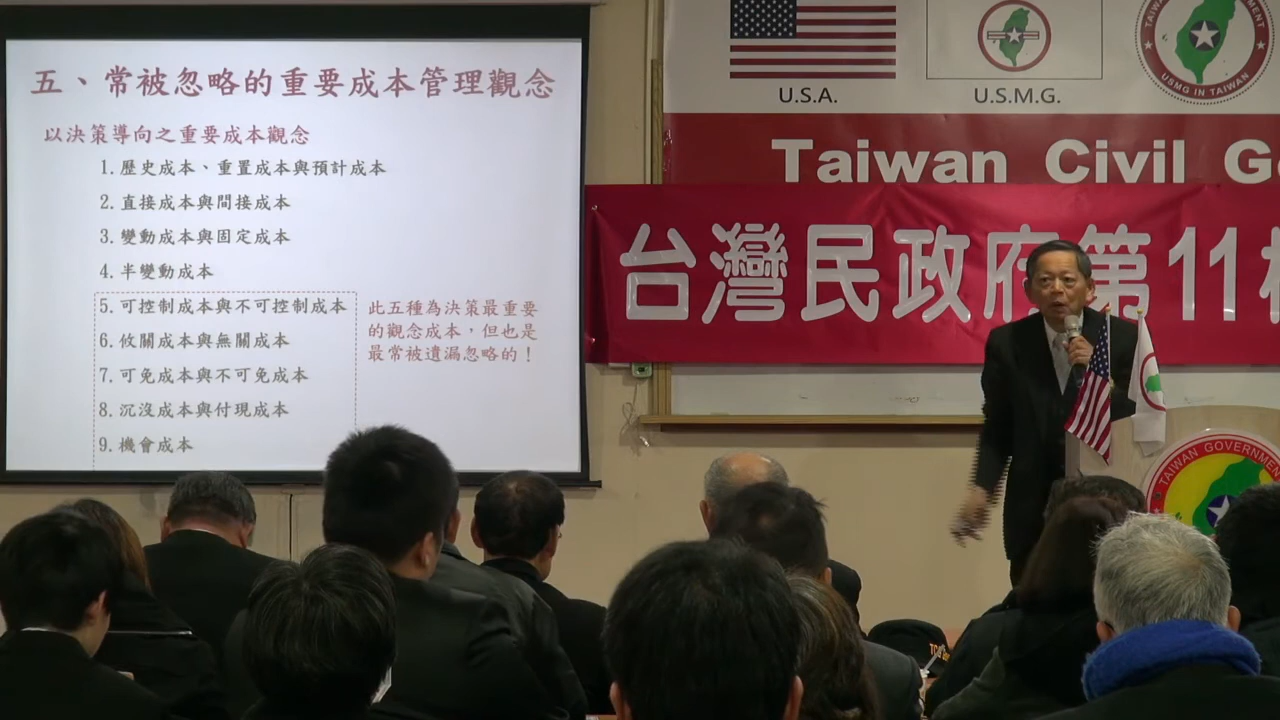 五、常被忽略的重要成本管理觀念
以決策導向之重要成本觀念
1. 歷史成本、重置成本與預計成本
2. 直接成本與間接成本
3. 變動成本與固定成本
4. 半變動成本
5. 可控制成本與不可控制成本
6. 攸關成本與無關成本
7. 可免成本與不可免成本
8. 沉沒成本與付現成本
9. 機會成本
此五種為決策最重要
的觀念成本，但也是
最常被遺漏忽略的！
U.S.A.
U.S.M.G.
USMG IN TAIWAN
Taiwan Civil
台灣民政府第11
TAIWAN GOVERNMENT